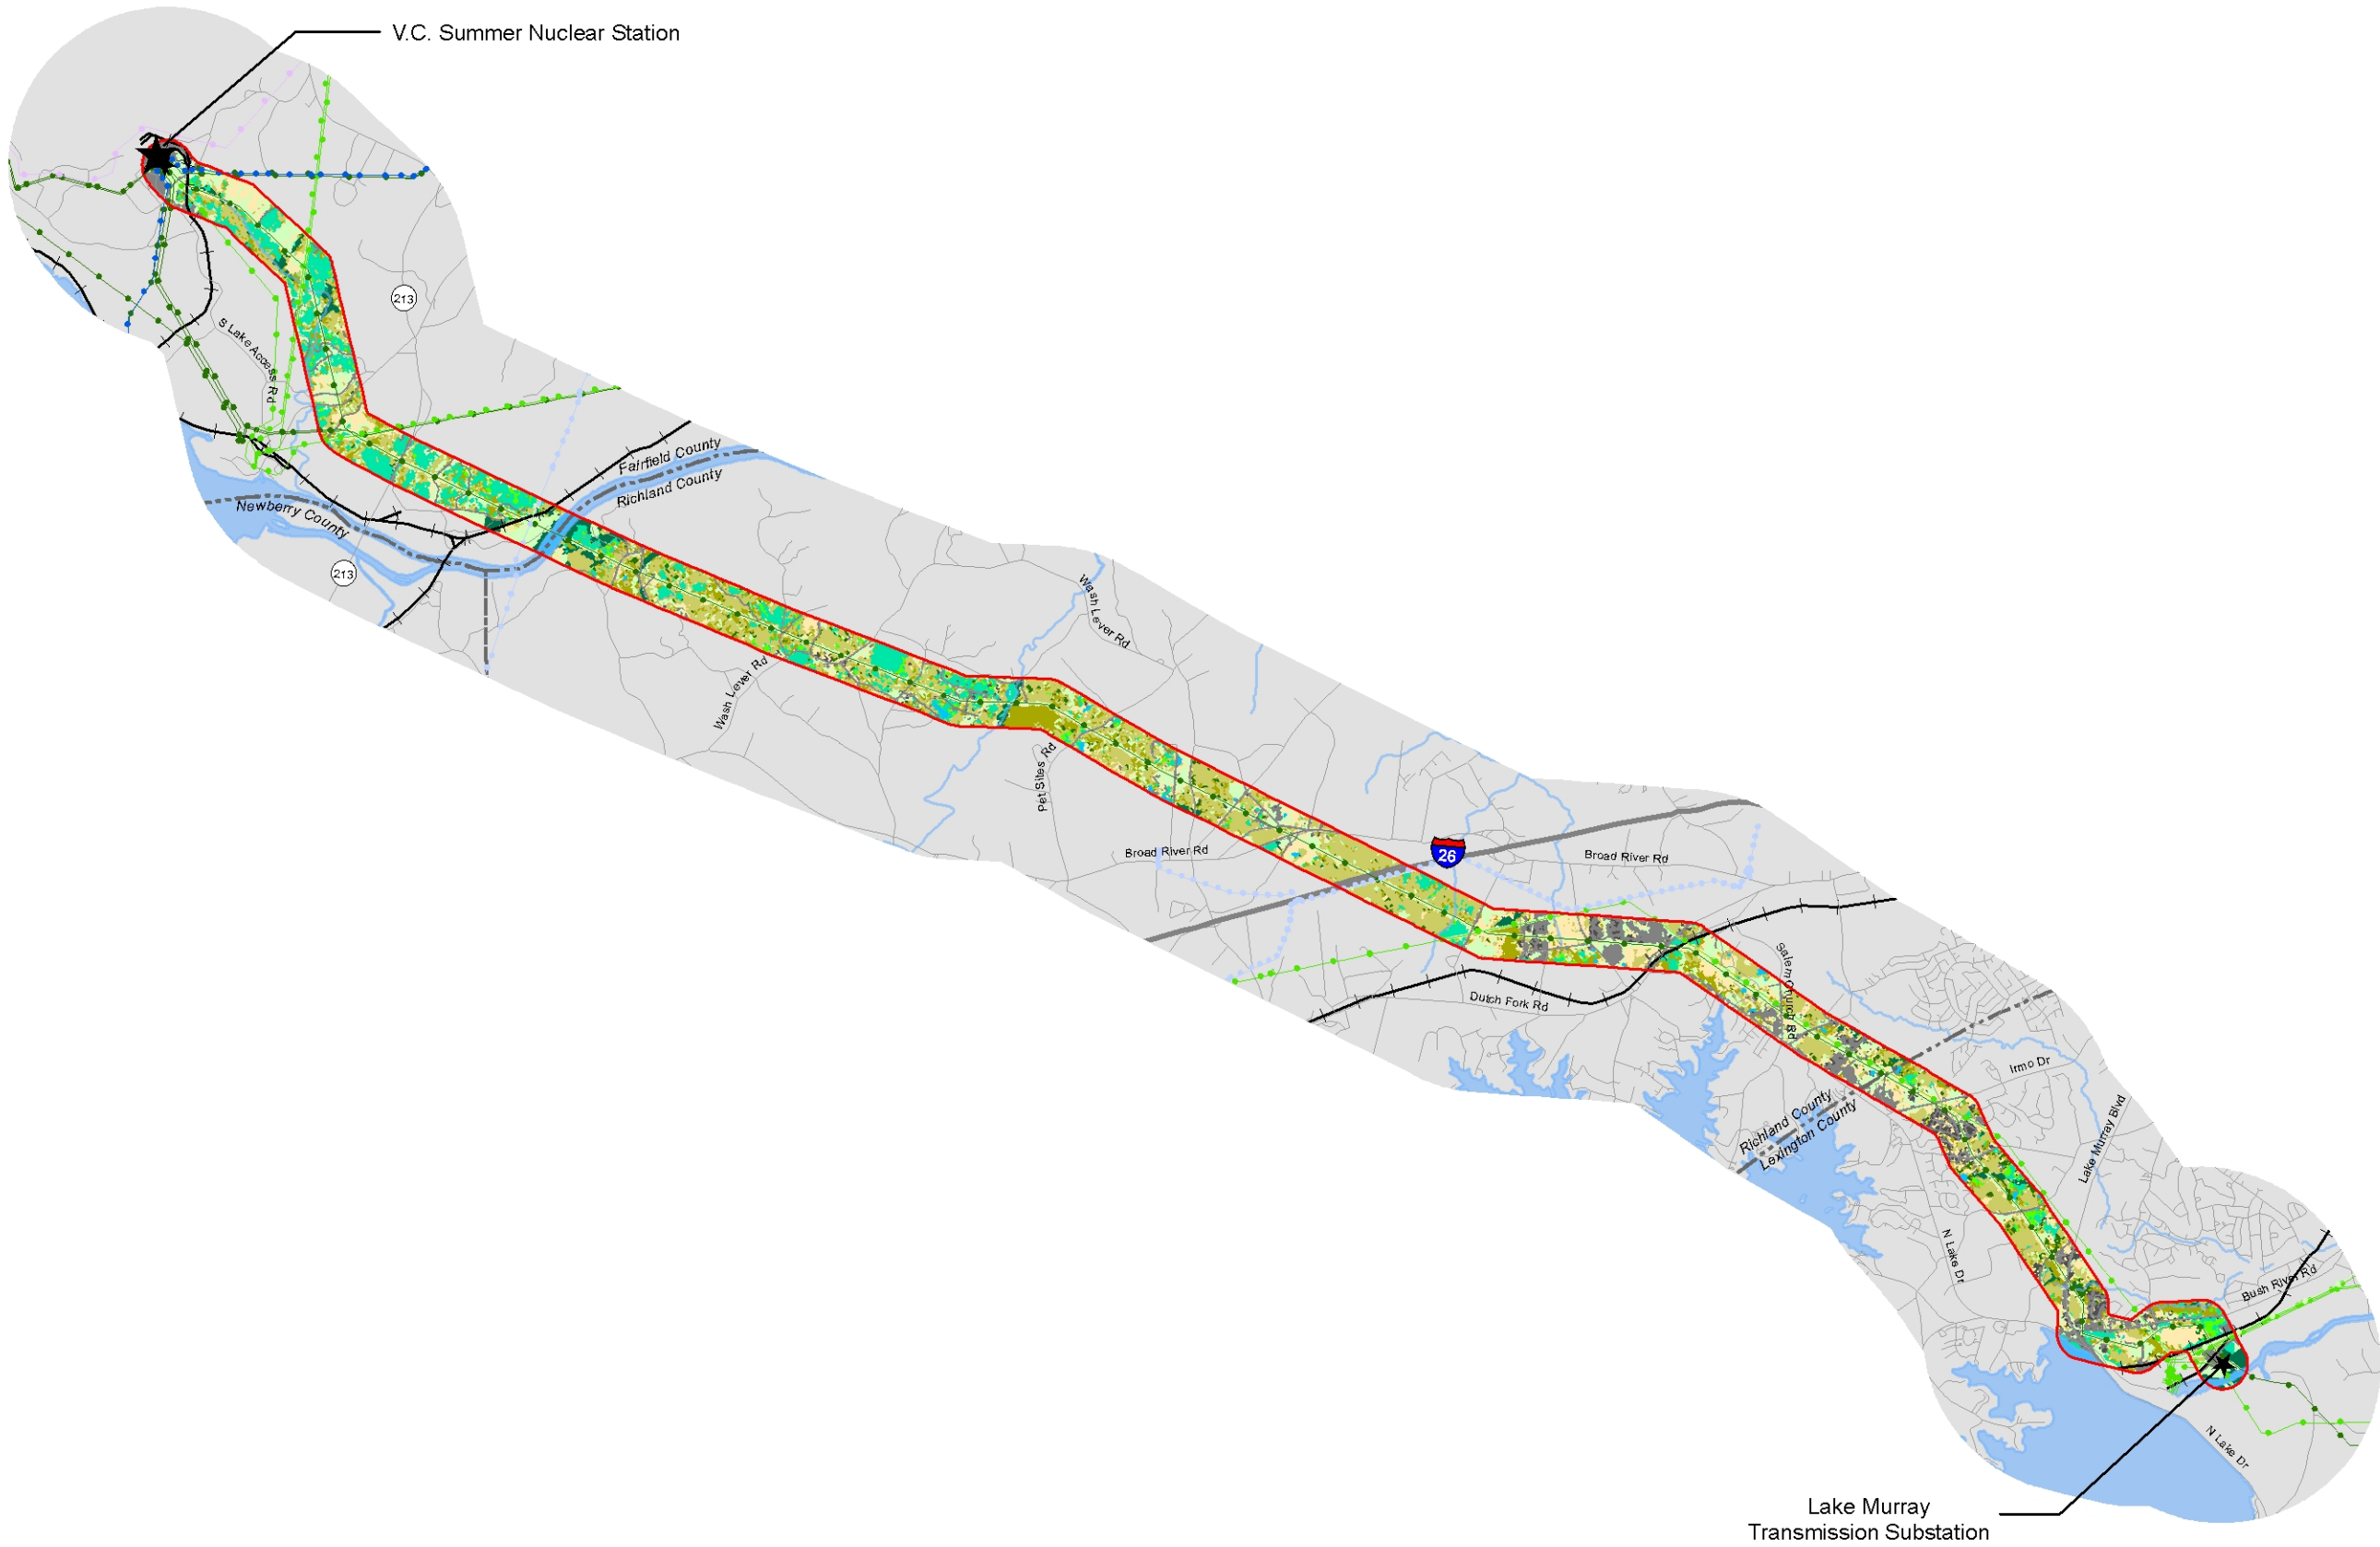 V.C. Summer Nuclear Station
213
S Lake Access Rd
Fairfield County
Richland County
Newberry County
213
Wash Lever Rd
Wash Lever Rd
Pet Sites Rd
Broad River Rd
26
Broad River Rd
Dutch Fork Rd
Salem Church Rd
Irmo Dr
Richland County
Lexington County
Lake Murray Blvd
N Lake Dr
Bush River Rd
N Lake Dr
Lake Murray
Transmission Substation